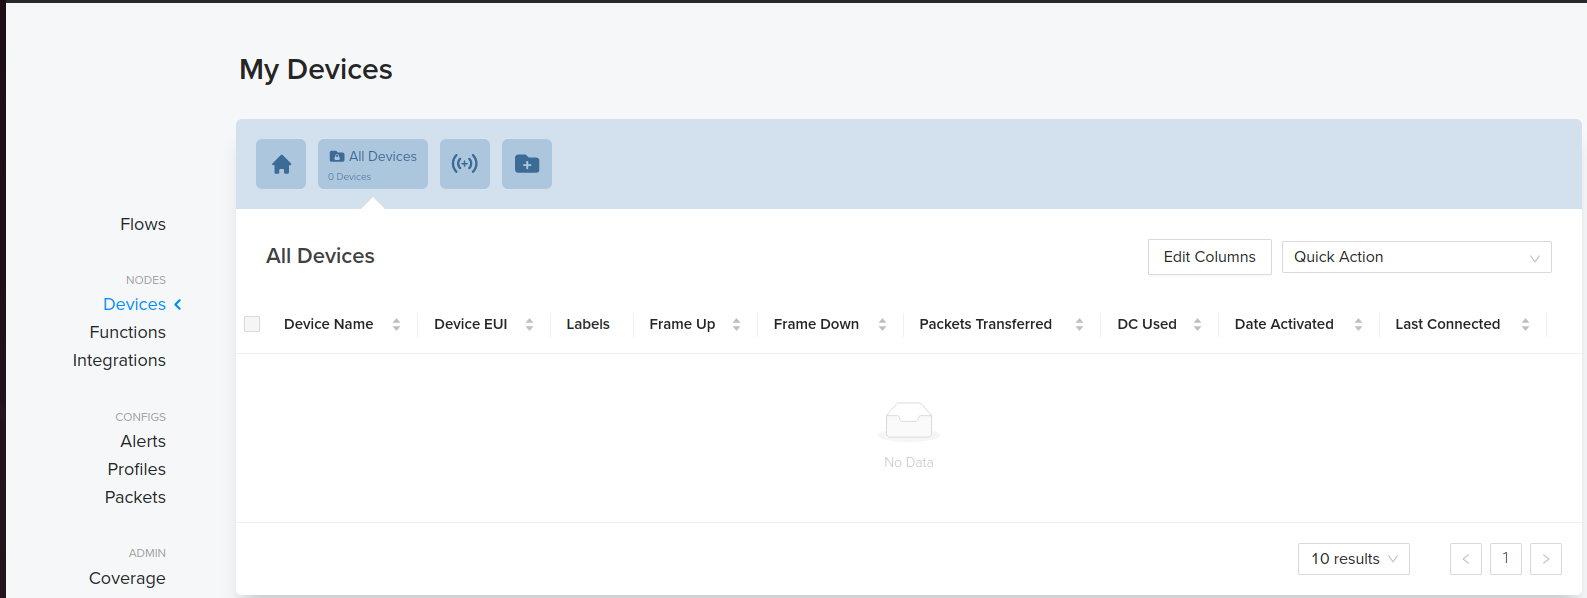 My Devices
All Devices
0 Devices
Flows
NODES
Devices
Functions
Integrations
CONFIGS
Alerts
Profiles
Packets
ADMIN
Coverage
All Devices
Edit Columns
Quick Action
Device Name
Device EUI
Labels
Frame Up
Frame Down
Packets Transferred
DC Used
Date Activated
Last Connected
No Data
10 results
1